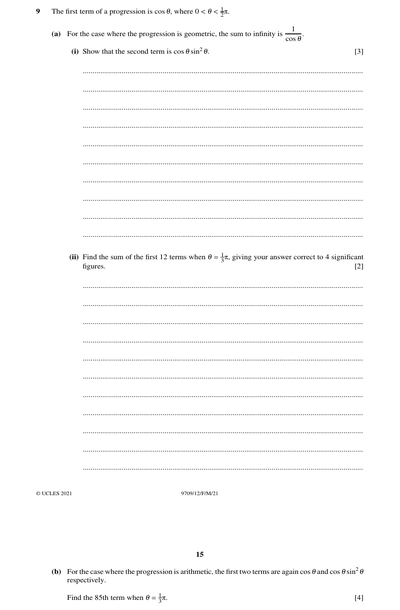 9 The first term of a progression is cos θ, where 0 < θ < ½π.
(a) For the case where the progression is geometric, the sum to infinity is 1/cos θ.
(i) Show that the second term is cos θ sin² θ. [3]
(ii) Find the sum of the first 12 terms when θ = ⅓π, giving your answer correct to 4 significant
figures. [2]
© UCLES 2021 9709/12/F/M/21
15
(b) For the case where the progression is arithmetic, the first two terms are again cos θ and cos θ sin² θ
respectively.
Find the 85th term when θ = ⅓π. [4]